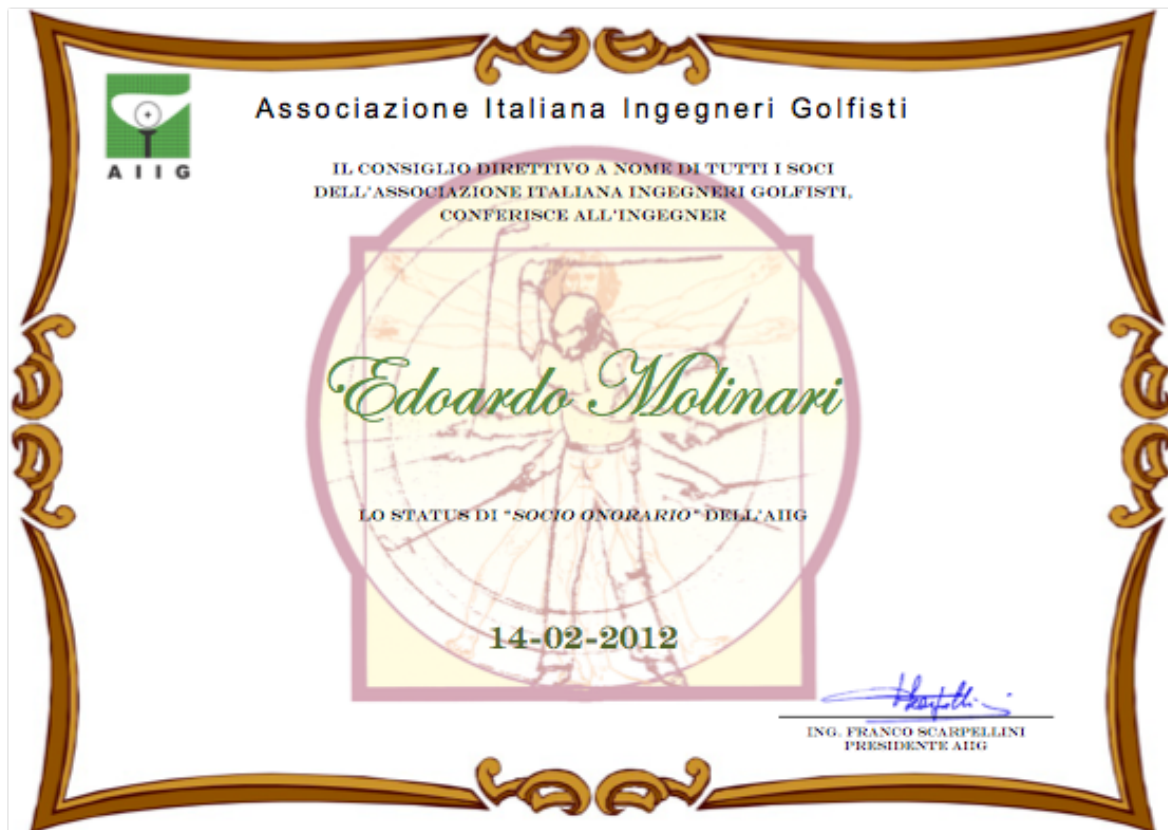 Associazione Italiana Ingegneri Golfisti
AIIG
IL CONSIGLIO DIRETTIVO A NOME DI TUTTI I SOCI
DELL'ASSOCIAZIONE ITALIANA INGEGNERI GOLFISTI,
CONFERISCE ALL'INGEGNER
Edoardo Molinari
LO STATUS DI "SOCIO ONORARIO" DELL'AIIG
14-02-2012
ING. FRANCO SCARPELLINI
PRESIDENTE AIIG